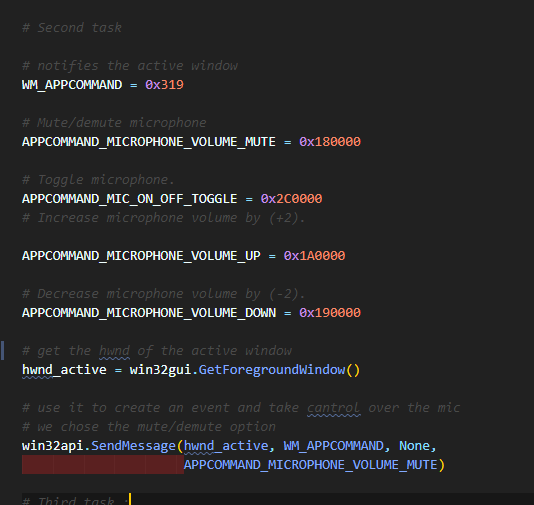 # Second task
# notifies the active window
WM_APPCOMMAND = 0x319
# Mute/demute microphone
APPCOMMAND_MICROPHONE_VOLUME_MUTE = 0x180000
# Toggle microphone.
APPCOMMAND_MIC_ON_OFF_TOGGLE = 0x2C0000
# Increase microphone volume by (+2).
APPCOMMAND_MICROPHONE_VOLUME_UP = 0x1A0000
# Decrease microphone volume by (-2).
APPCOMMAND_MICROPHONE_VOLUME_DOWN = 0x190000
# get the hwnd of the active window
hwnd_active = win32gui.GetForegroundWindow()
# use it to create an event and take cantrol over the mic
# we chose the mute/demute option
win32api.SendMessage(hwnd_active, WM_APPCOMMAND, None,
APPCOMMAND_MICROPHONE_VOLUME_MUTE)
# Third task :